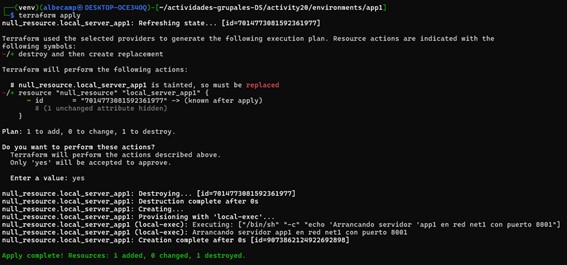 (venv)(albecamp㉿DESKTOP-OCE34OQ)-[~/actividades-grupales-DS/activity20/environments/app1]
$ terraform apply
null_resource.local_server_app1: Refreshing state... [id=7014773081592361977]
Terraform used the selected providers to generate the following execution plan. Resource actions are indicated with the
following symbols:
-/+ destroy and then create replacement
Terraform will perform the following actions:
# null_resource.local_server_app1 is tainted, so must be replaced
-/+ resource "null_resource" "local_server_app1" {
~ id = "7014773081592361977" -> (known after apply)
# (1 unchanged attribute hidden)
}
Plan: 1 to add, 0 to change, 1 to destroy.
Do you want to perform these actions?
Terraform will perform the actions described above.
Only 'yes' will be accepted to approve.
Enter a value: yes
null_resource.local_server_app1: Destroying... [id=7014773081592361977]
null_resource.local_server_app1: Destruction complete after 0s
null_resource.local_server_app1: Creating...
null_resource.local_server_app1: Provisioning with 'local-exec'...
null_resource.local_server_app1 (local-exec): Executing: ["/bin/sh" "-c" "echo 'Arrancando servidor 'app1 en red net1 con puerto 8001"]
null_resource.local_server_app1 (local-exec): Arrancando servidor app1 en red net1 con puerto 8001
null_resource.local_server_app1: Creation complete after 0s [id=9073862124922692898]
Apply complete! Resources: 1 added, 0 changed, 1 destroyed.